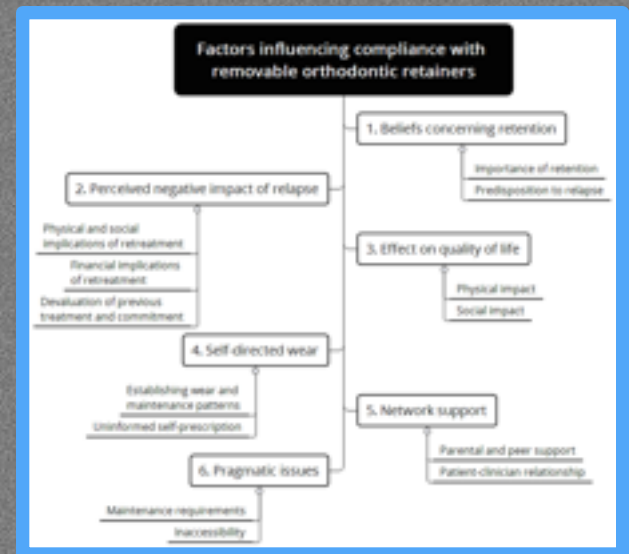 Factors influencing compliance with
removable orthodontic retainers
1. Beliefs concerning retention
Importance of retention
Predisposition to relapse
2. Perceived negative impact of relapse
Physical and social
implications of retreatment
Financial implications
of retreatment
Devaluation of previous
treatment and commitment
3. Effect on quality of life
Physical impact
Social impact
4. Self-directed wear
Establishing wear and
maintenance patterns
Uninformed self-prescription
5. Network support
Parental and peer support
Patient-clinician relationship
6. Pragmatic issues
Maintenance requirements
Inaccessibility